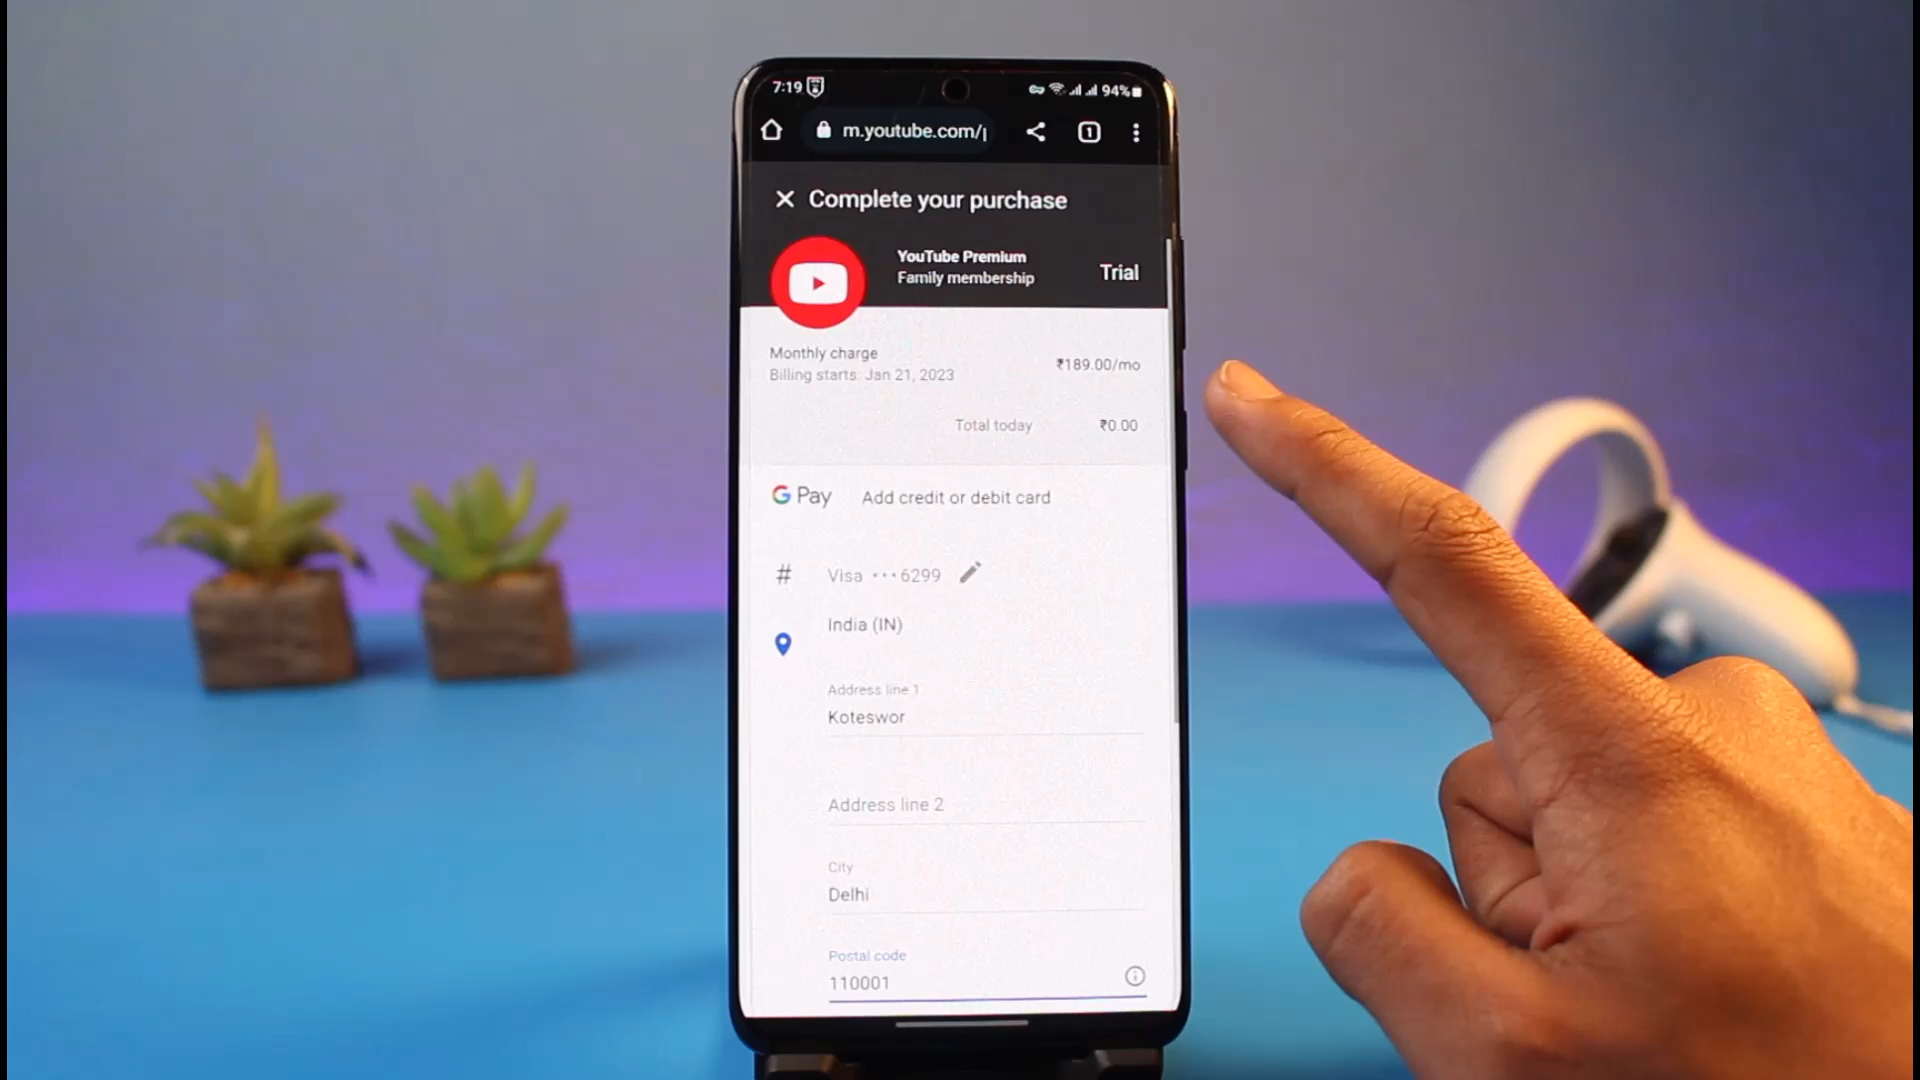 7:19 94%
m.youtube.com/p 1
Complete your purchase
YouTube Premium
Family membership
Trial
Monthly charge
Billing starts: Jan 21, 2023
₹189.00/mo
Total today ₹0.00
G Pay Add credit or debit card
# Visa •••6299
India (IN)
Address line 1
Koteswor
Address line 2
City
Delhi
Postal code
110001